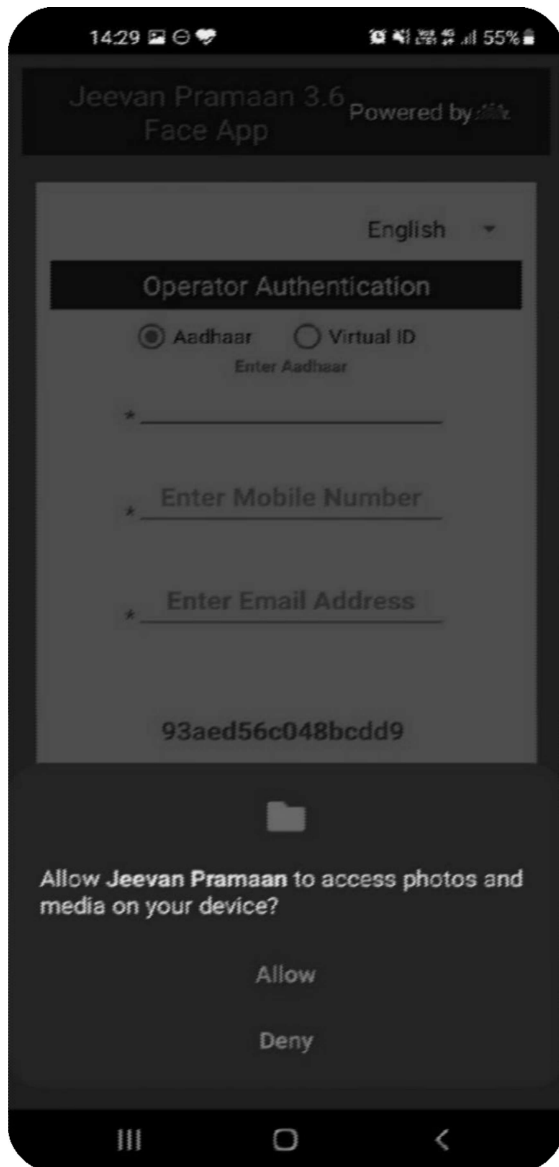 14:29 55%
Jeevan Pramaan 3.6
Face App
Powered by
English
Operator Authentication
Aadhaar Virtual ID
Enter Aadhaar
*
* Enter Mobile Number
* Enter Email Address
93aed56c048bcdd9
Allow Jeevan Pramaan to access photos and
media on your device?
Allow
Deny